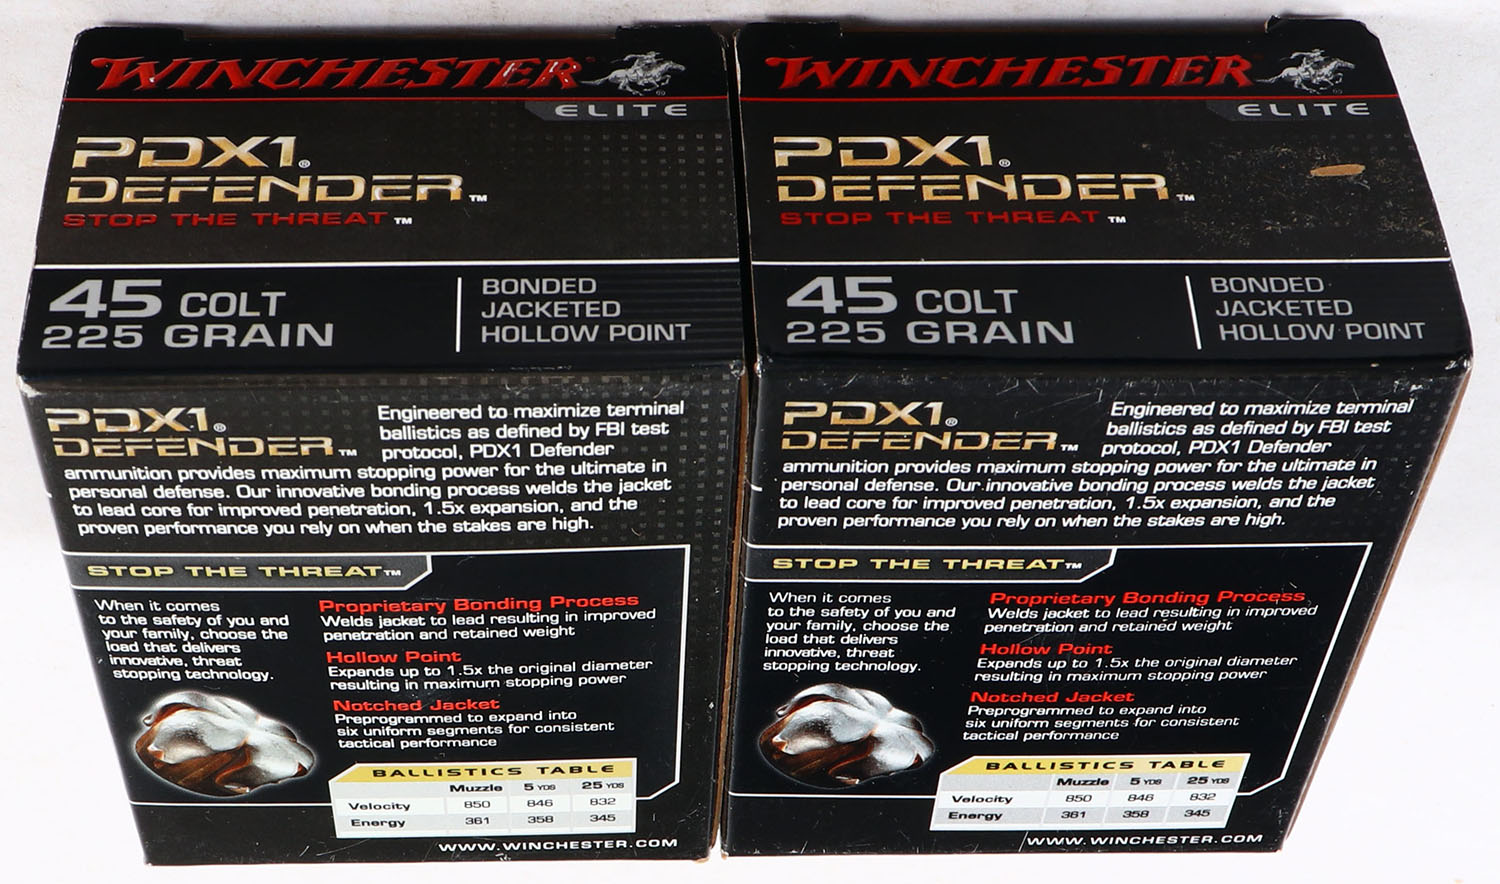 WINCHESTER
ELITE
PDX1®
DEFENDER™
STOP THE THREAT™
45 COLT
225 GRAIN
BONDED
JACKETED
HOLLOW POINT
PDX1®
DEFENDER™
Engineered to maximize terminal
ballistics as defined by FBI test
protocol, PDX1 Defender
ammunition provides maximum stopping power for the ultimate in
personal defense. Our innovative bonding process welds the jacket
to lead core for improved penetration, 1.5x expansion, and the
proven performance you rely on when the stakes are high.
STOP THE THREAT™
When it comes
to the safety of you and
your family, choose the
load that delivers
innovative, threat
stopping technology.
Proprietary Bonding Process
Welds jacket to lead resulting in improved
penetration and retained weight
Hollow Point
Expands up to 1.5x the original diameter
resulting in maximum stopping power
Notched Jacket
Preprogrammed to expand into
six uniform segments for consistent
tactical performance
BALLISTICS TABLE
Muzzle 5 YDS 25 YDS
Velocity 850 846 832
Energy 361 358 345
WWW.WINCHESTER.COM
WINCHESTER
ELITE
PDX1®
DEFENDER™
STOP THE THREAT™
45 COLT
225 GRAIN
BONDED
JACKETED
HOLLOW POINT
PDX1®
DEFENDER™
Engineered to maximize terminal
ballistics as defined by FBI test
protocol, PDX1 Defender
ammunition provides maximum stopping power for the ultimate in
personal defense. Our innovative bonding process welds the jacket
to lead core for improved penetration, 1.5x expansion, and the
proven performance you rely on when the stakes are high.
STOP THE THREAT™
When it comes
to the safety of you and
your family, choose the
load that delivers
innovative, threat
stopping technology.
Proprietary Bonding Process
Welds jacket to lead resulting in improved
penetration and retained weight
Hollow Point
Expands up to 1.5x the original diameter
resulting in maximum stopping power
Notched Jacket
Preprogrammed to expand into
six uniform segments for consistent
tactical performance
BALLISTICS TABLE
Muzzle 5 YDS 25 YDS
Velocity 850 846 832
Energy 361 358 345
WWW.WINCHESTER.COM